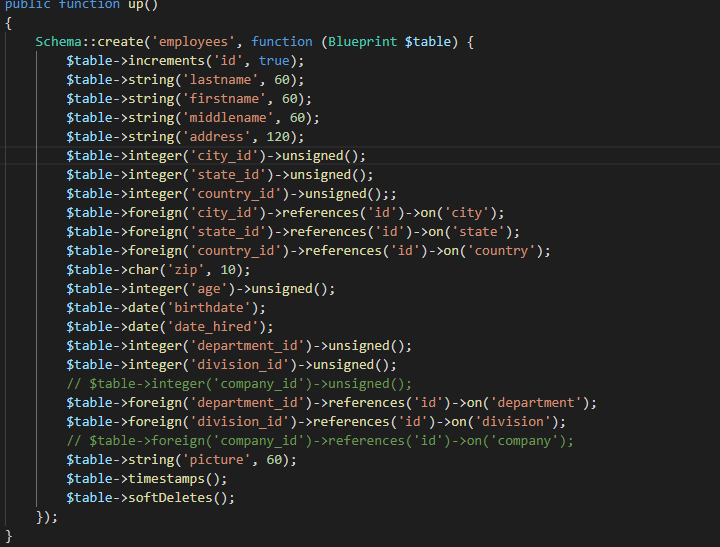 public function up()
{
Schema::create('employees', function (Blueprint $table) {
$table->increments('id', true);
$table->string('lastname', 60);
$table->string('firstname', 60);
$table->string('middlename', 60);
$table->string('address', 120);
$table->integer('city_id')->unsigned();
$table->integer('state_id')->unsigned();
$table->integer('country_id')->unsigned();;
$table->foreign('city_id')->references('id')->on('city');
$table->foreign('state_id')->references('id')->on('state');
$table->foreign('country_id')->references('id')->on('country');
$table->char('zip', 10);
$table->integer('age')->unsigned();
$table->date('birthdate');
$table->date('date_hired');
$table->integer('department_id')->unsigned();
$table->integer('division_id')->unsigned();
// $table->integer('company_id')->unsigned();
$table->foreign('department_id')->references('id')->on('department');
$table->foreign('division_id')->references('id')->on('division');
// $table->foreign('company_id')->references('id')->on('company');
$table->string('picture', 60);
$table->timestamps();
$table->softDeletes();
});
}